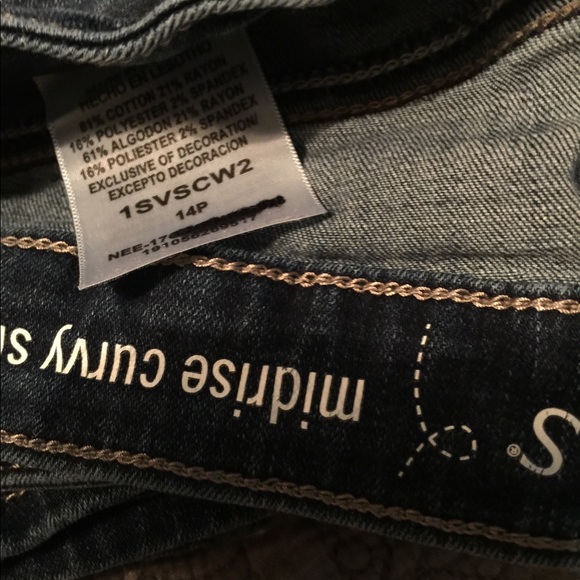 HECHO EN LESOTHO
61% COTTON 21% RAYON
16% POLYESTER 2% SPANDEX
61% ALGODON 21% RAYON
16% POLIESTER 2% SPANDEX
EXCLUSIVE OF DECORATION/
EXCEPTO DECORACION
1SVSCW2
14P
midrise curvy
S®